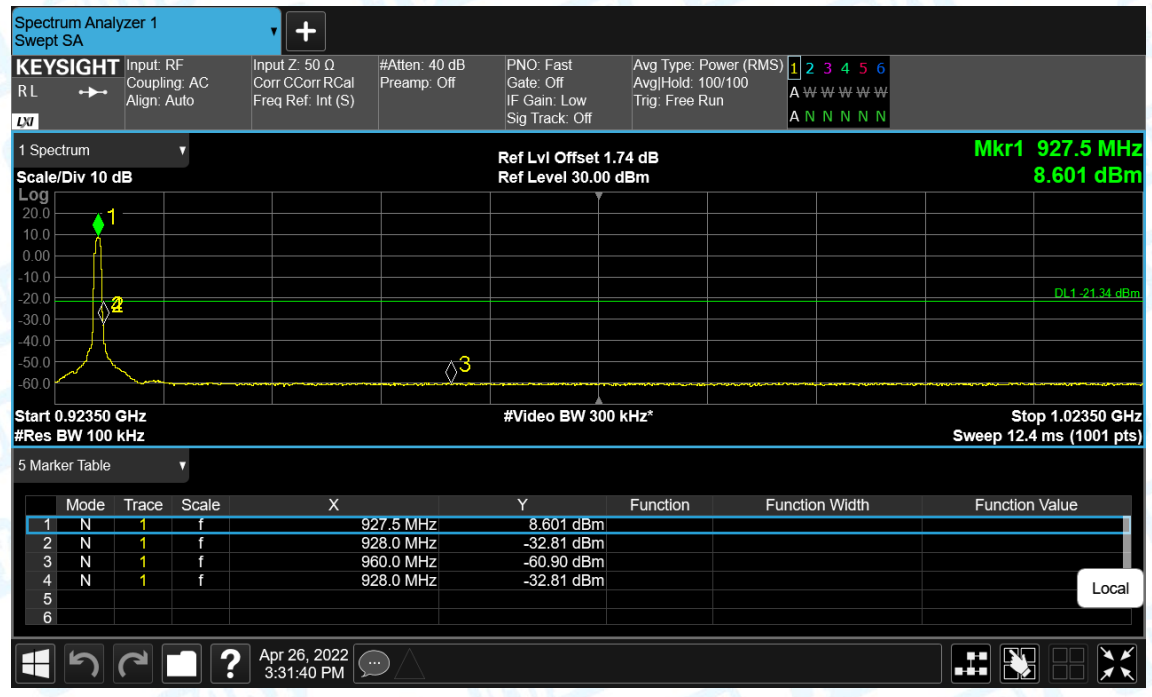 Spectrum Analyzer 1
Swept SA
+
KEYSIGHT
R L
LXI
Input: RF
Coupling: AC
Align: Auto
Input Z: 50 Ω
Corr CCorr RCal
Freq Ref: Int (S)
#Atten: 40 dB
Preamp: Off
PNO: Fast
Gate: Off
IF Gain: Low
Sig Track: Off
Avg Type: Power (RMS)
Avg|Hold: 100/100
Trig: Free Run
1 2 3 4 5 6
A W W W W W
A N N N N N
1 Spectrum
Scale/Div 10 dB
Ref Lvl Offset 1.74 dB
Ref Level 30.00 dBm
Mkr1 927.5 MHz
8.601 dBm
Log
20.0
10.0
0.00
-10.0
-20.0
-30.0
-40.0
-50.0
-60.0
1
2
3
DL1 -21.34 dBm
Start 0.92350 GHz
#Video BW 300 kHz*
Stop 1.02350 GHz
#Res BW 100 kHz
Sweep 12.4 ms (1001 pts)
5 Marker Table
Mode Trace Scale X Y Function Function Width Function Value
1 N 1 f 927.5 MHz 8.601 dBm
2 N 1 f 928.0 MHz -32.81 dBm
3 N 1 f 960.0 MHz -60.90 dBm
4 N 1 f 928.0 MHz -32.81 dBm
5
6
Local
?
Apr 26, 2022
3:31:40 PM